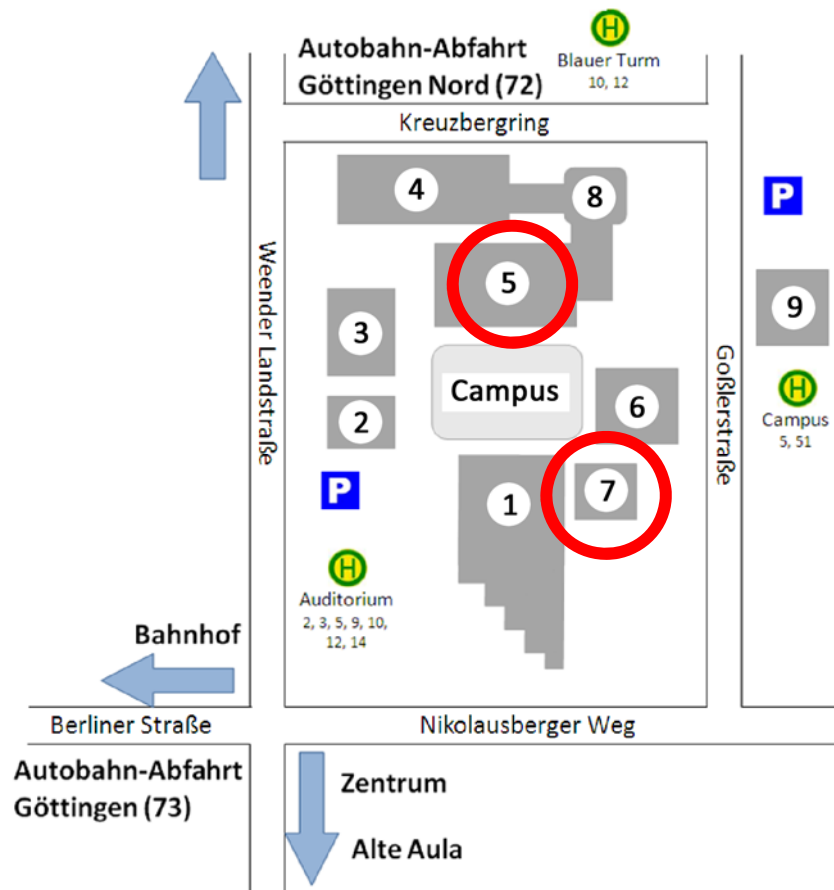 Autobahn-Abfahrt
Göttingen Nord (72)
H
Blauer Turm
10, 12
Kreuzbergring
4
8
P
Weender Landstraße
5
3
9
Goßlerstraße
Campus
H
Campus
5, 51
6
2
P
1
7
H
Auditorium
2, 3, 5, 9, 10,
12, 14
Bahnhof
Berliner Straße
Nikolausberger Weg
Autobahn-Abfahrt
Göttingen (73)
Zentrum
Alte Aula